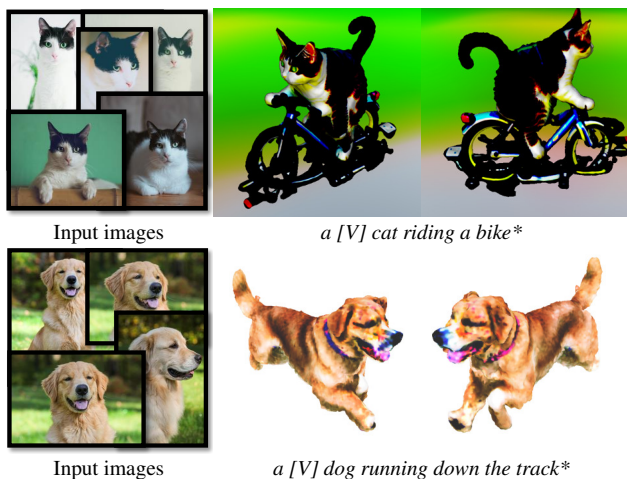 Input images
a [V] cat riding a bike*
Input images
a [V] dog running down the track*